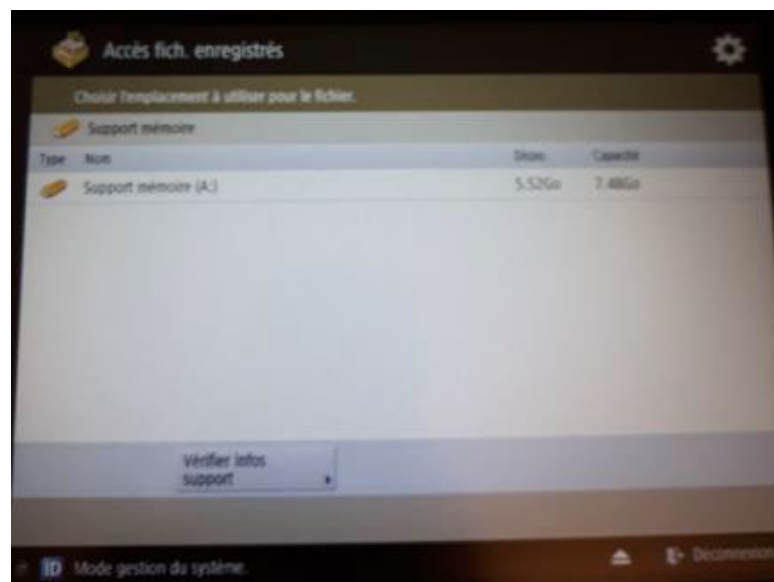 Accès fich. enregistrés
Choisir l'emplacement à utiliser pour le fichier.
Support mémoire
Type Nom Dispo. Capacité
Support mémoire (A:) 5.52Go 7.48Go
Vérifier infos
support
ID Mode gestion du système. Déconnexion